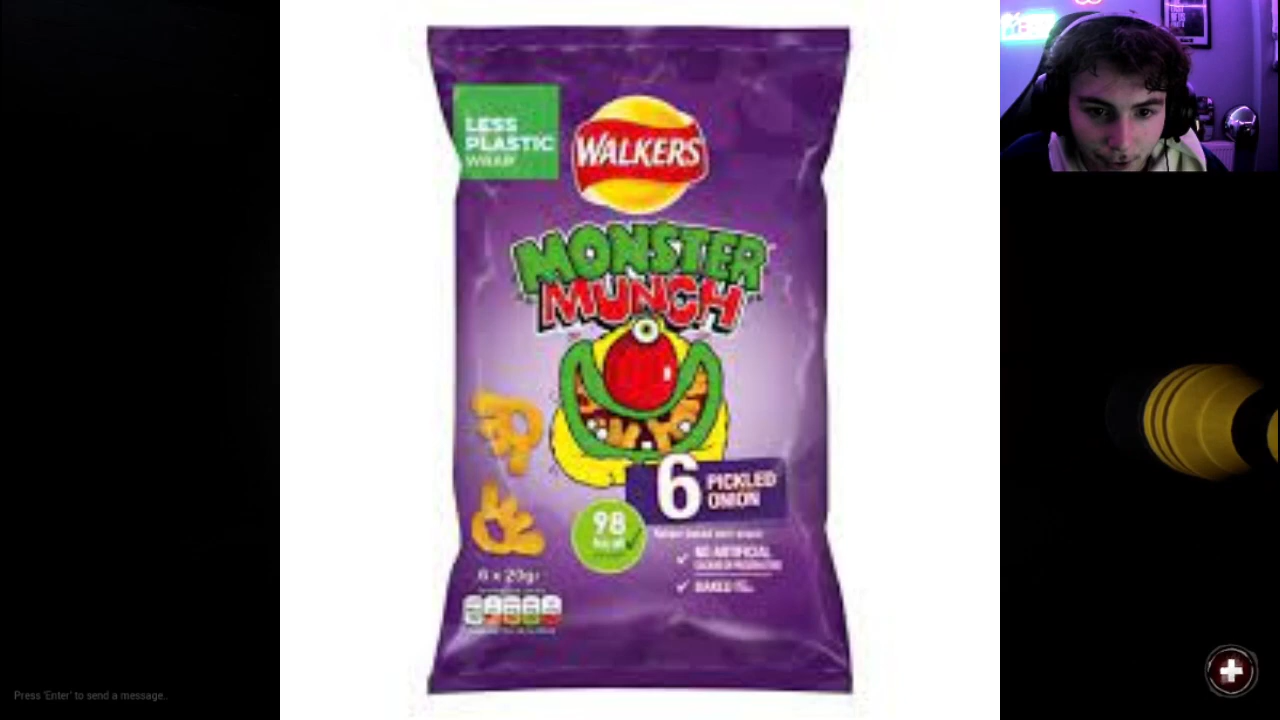 LESS
PLASTIC
WRAP
WALKERS
MONSTER
MUNCH
6 PICKLED
ONION
98
kcal
NO ARTIFICIAL
BAKED
6 x 20g
Press 'Enter' to send a message..